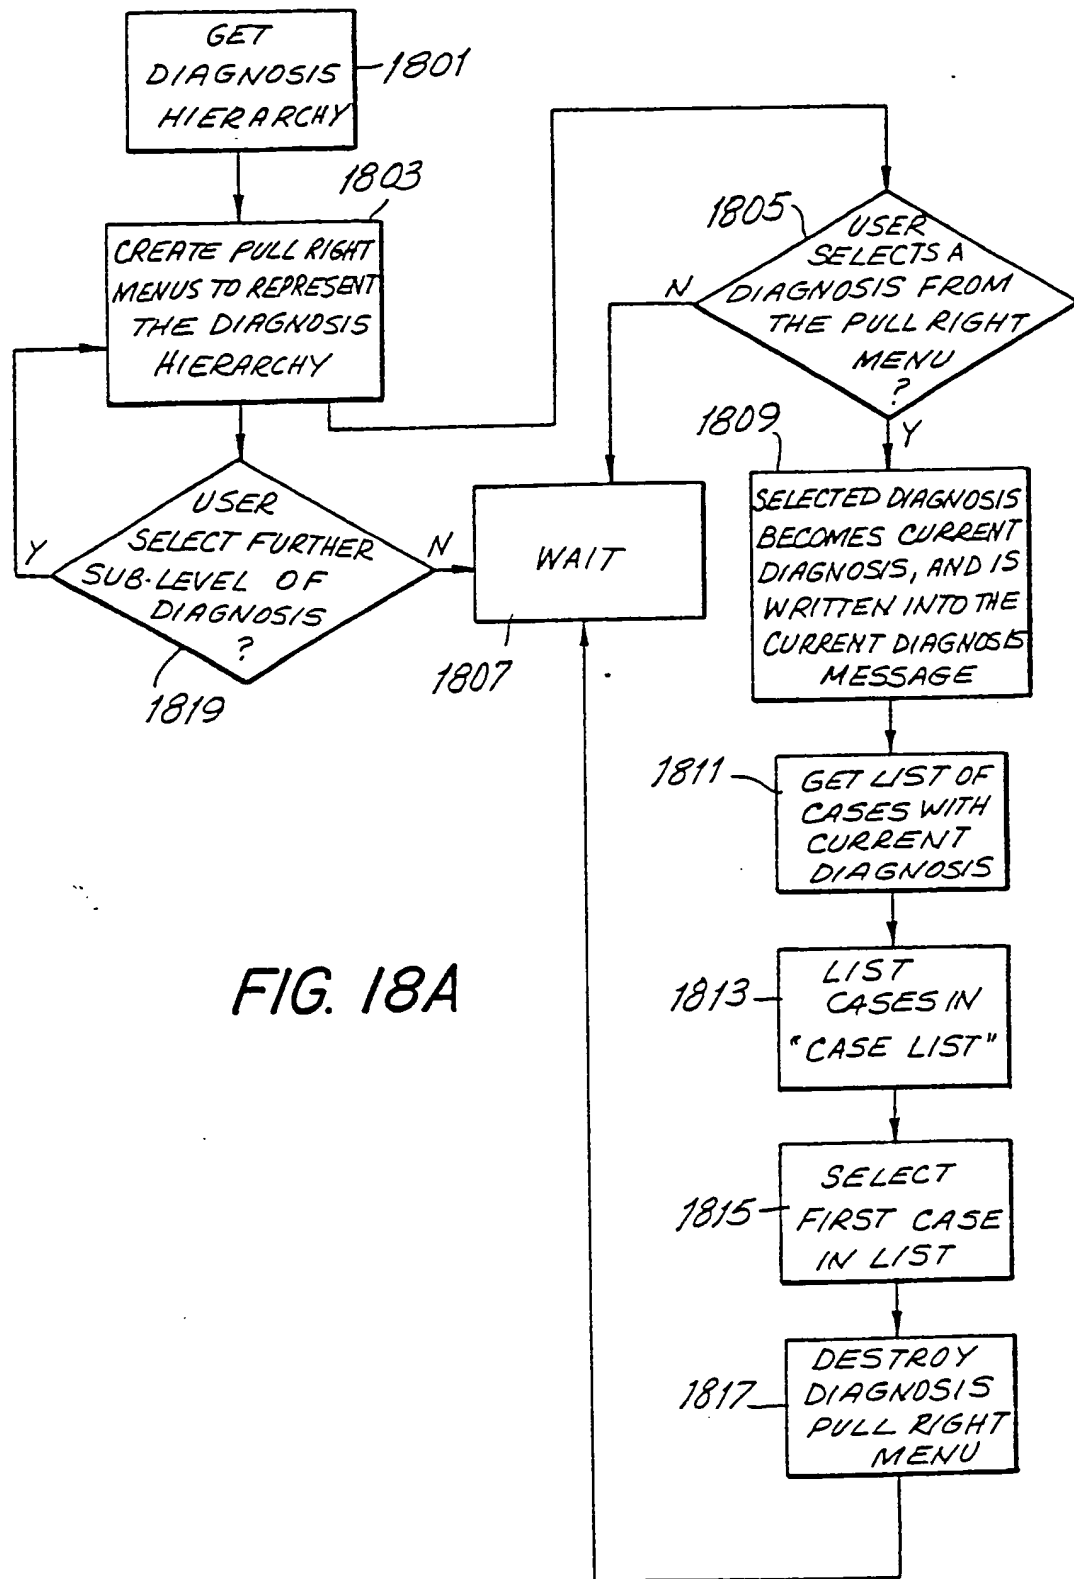 GET
DIAGNOSIS
HIERARCHY
1801
1803
CREATE PULL RIGHT
MENUS TO REPRESENT
THE DIAGNOSIS
HIERARCHY
USER
SELECT FURTHER
SUB-LEVEL OF
DIAGNOSIS
?
Y
N
1819
WAIT
1807
1805
USER
SELECTS A
DIAGNOSIS FROM
THE PULL RIGHT
MENU
?
N
Y
1809
SELECTED DIAGNOSIS
BECOMES CURRENT
DIAGNOSIS, AND IS
WRITTEN INTO THE
CURRENT DIAGNOSIS
MESSAGE
1811
GET LIST OF
CASES WITH
CURRENT
DIAGNOSIS
1813
LIST
CASES IN
"CASE LIST"
1815
SELECT
FIRST CASE
IN LIST
1817
DESTROY
DIAGNOSIS
PULL RIGHT
MENU
FIG. 18A